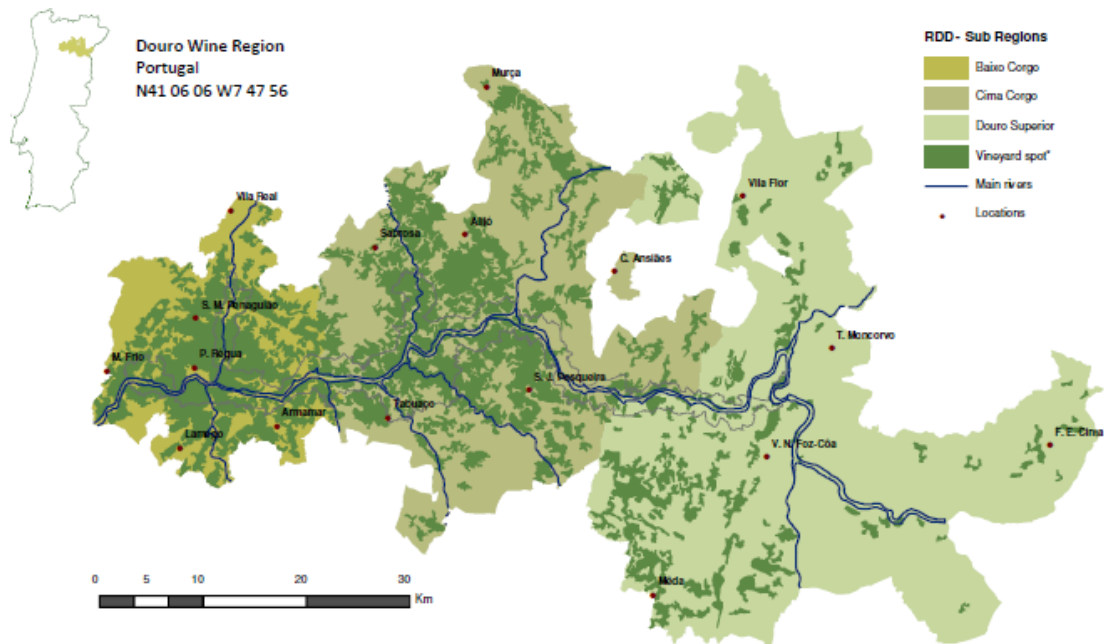 Douro Wine Region
Portugal
N41 06 06 W7 47 56
RDD - Sub Regions
Baixo Corgo
Cima Corgo
Douro Superior
Vineyard spot*
Main rivers
Locations
Murça
Vila Flor
Vila Real
Alijó
Sabrosa
C. Ansiães
S. M. Penaguião
T. Moncorvo
M. Frio
P. Régua
S. J. Pesqueira
Tabuaço
Armamar
F. E. Cinta
Lamego
V. N. Foz-Côa
Mêda
0 5 10 20 30
Km